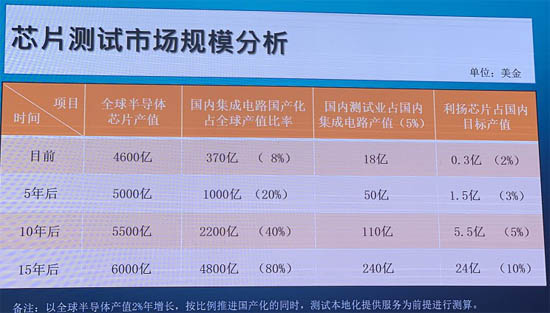 芯片测试市场规模分析
单位：美金
项目
时间
全球半导体
芯片产值
国内集成电路国产化
占全球产值比率
国内测试业占国内
集成电路产值（5%）
利扬芯片占国内
目标产值
目前 4600亿 370亿 （ 8%） 18亿 0.3亿（2%）
5年后 5000亿 1000亿（20%） 50亿 1.5亿（3%）
10年后 5500亿 2200亿（40%） 110亿 5.5亿（5%）
15年后 6000亿 4800亿（80%） 240亿 24亿（10%）
备注：以全球半导体产值2%年增长，按比例推进国产化的同时，测试本地化提供服务为前提进行测算。